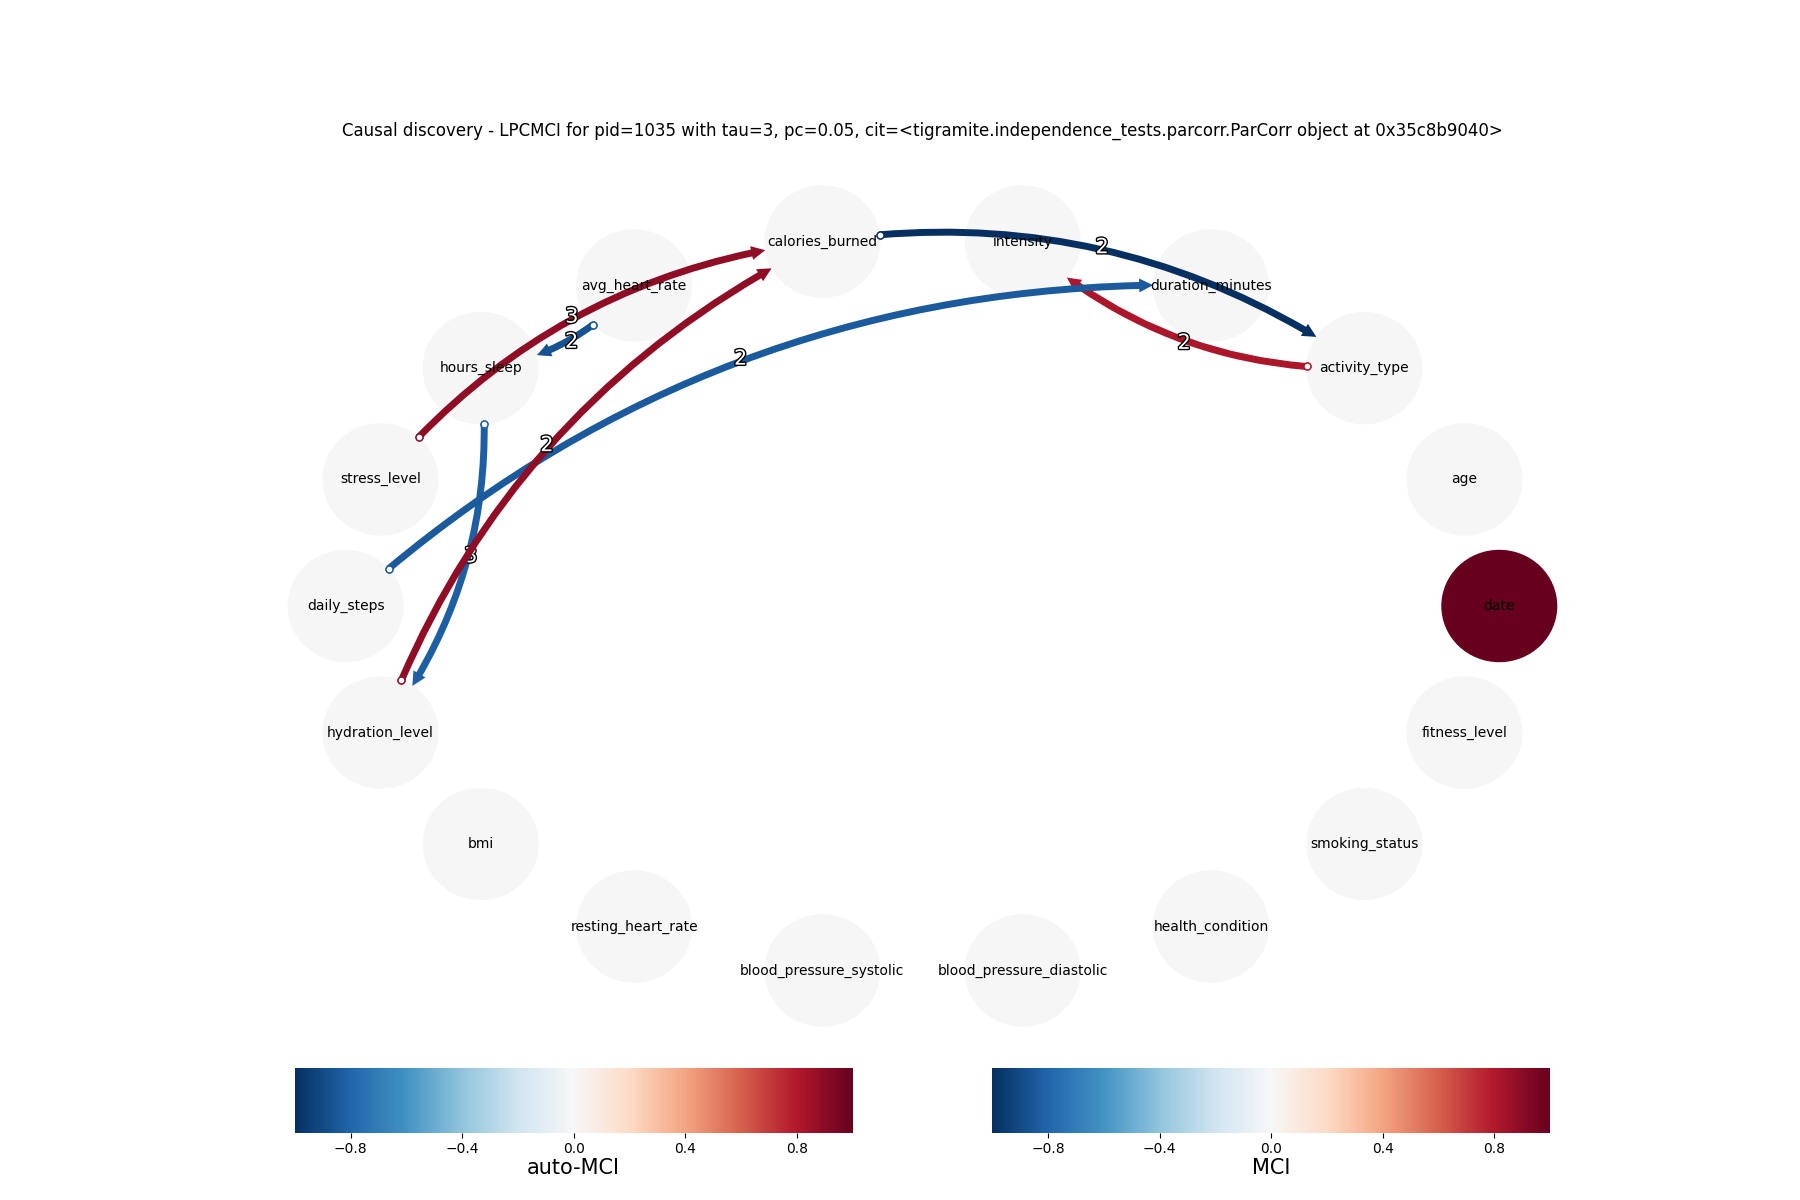 Causal discovery - LPCMCI for pid=1035 with tau=3, pc=0.05, cit=<tigramite.independence_tests.parcorr.ParCorr object at 0x35c8b9040>
calories_burned
intensity
2
avg_heart_rate
duration_minutes
3
2
2
2
hours_sleep
activity_type
2
stress_level
age
3
daily_steps
date
hydration_level
fitness_level
bmi
smoking_status
resting_heart_rate
health_condition
blood_pressure_systolic
blood_pressure_diastolic
−0.8 −0.4 0.0 0.4 0.8
auto-MCI
−0.8 −0.4 0.0 0.4 0.8
MCI